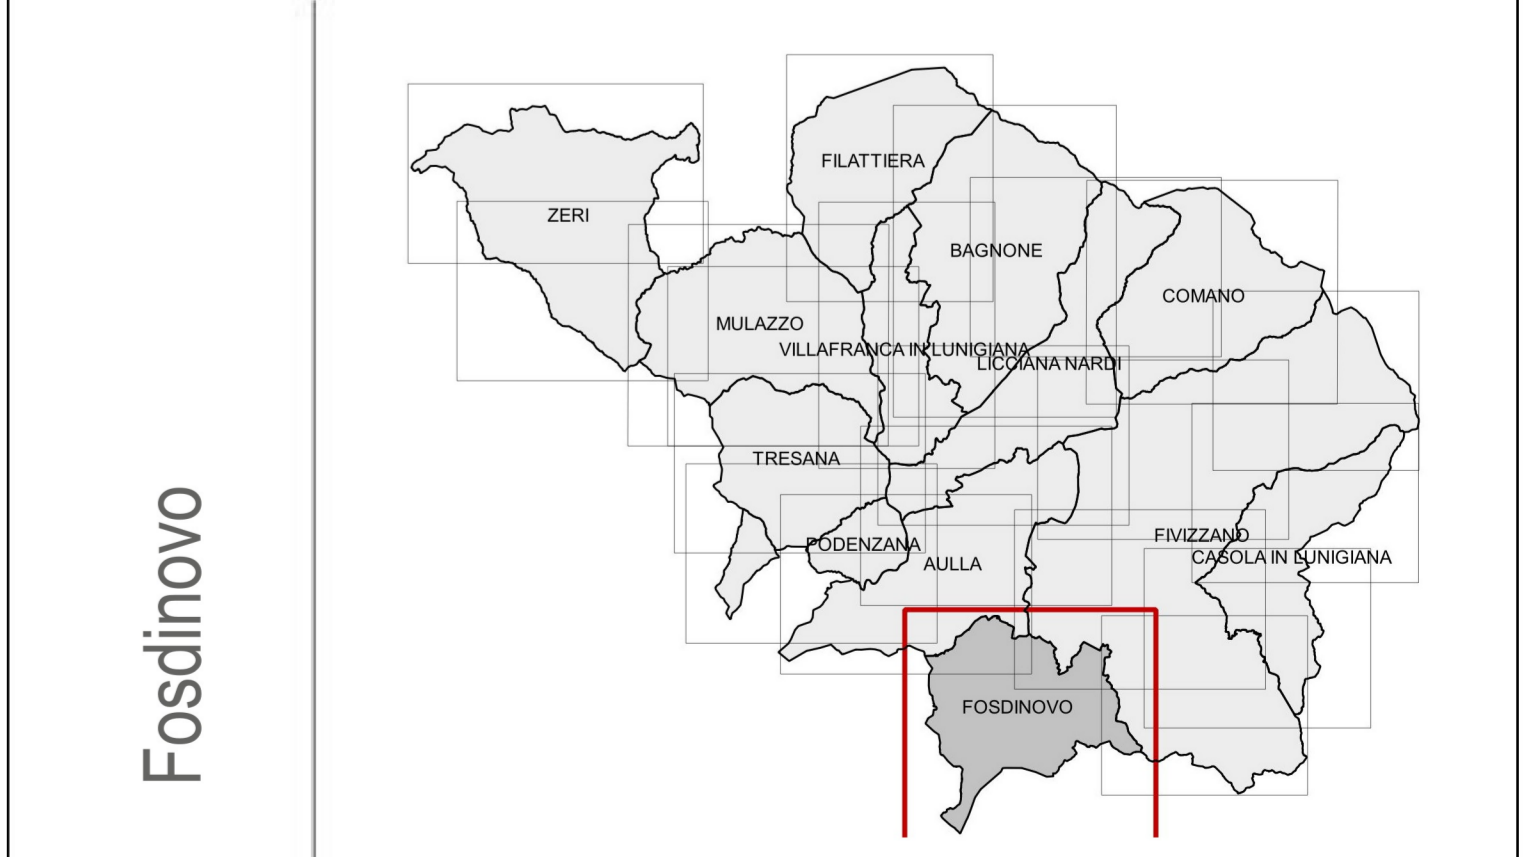 Fosdinovo
FILATTIERA
ZERI
BAGNONE
COMANO
MULAZZO
VILLAFRANCA IN LUNIGIANA
LICCIANA NARDI
TRESANA
FIVIZZANO
PODENZANA
CASOLA IN LUNIGIANA
AULLA
FOSDINOVO